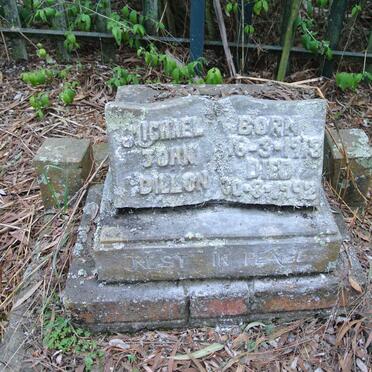 MICHAEL
JOHN
DILLON
BORN
DIED
REST IN PEACE